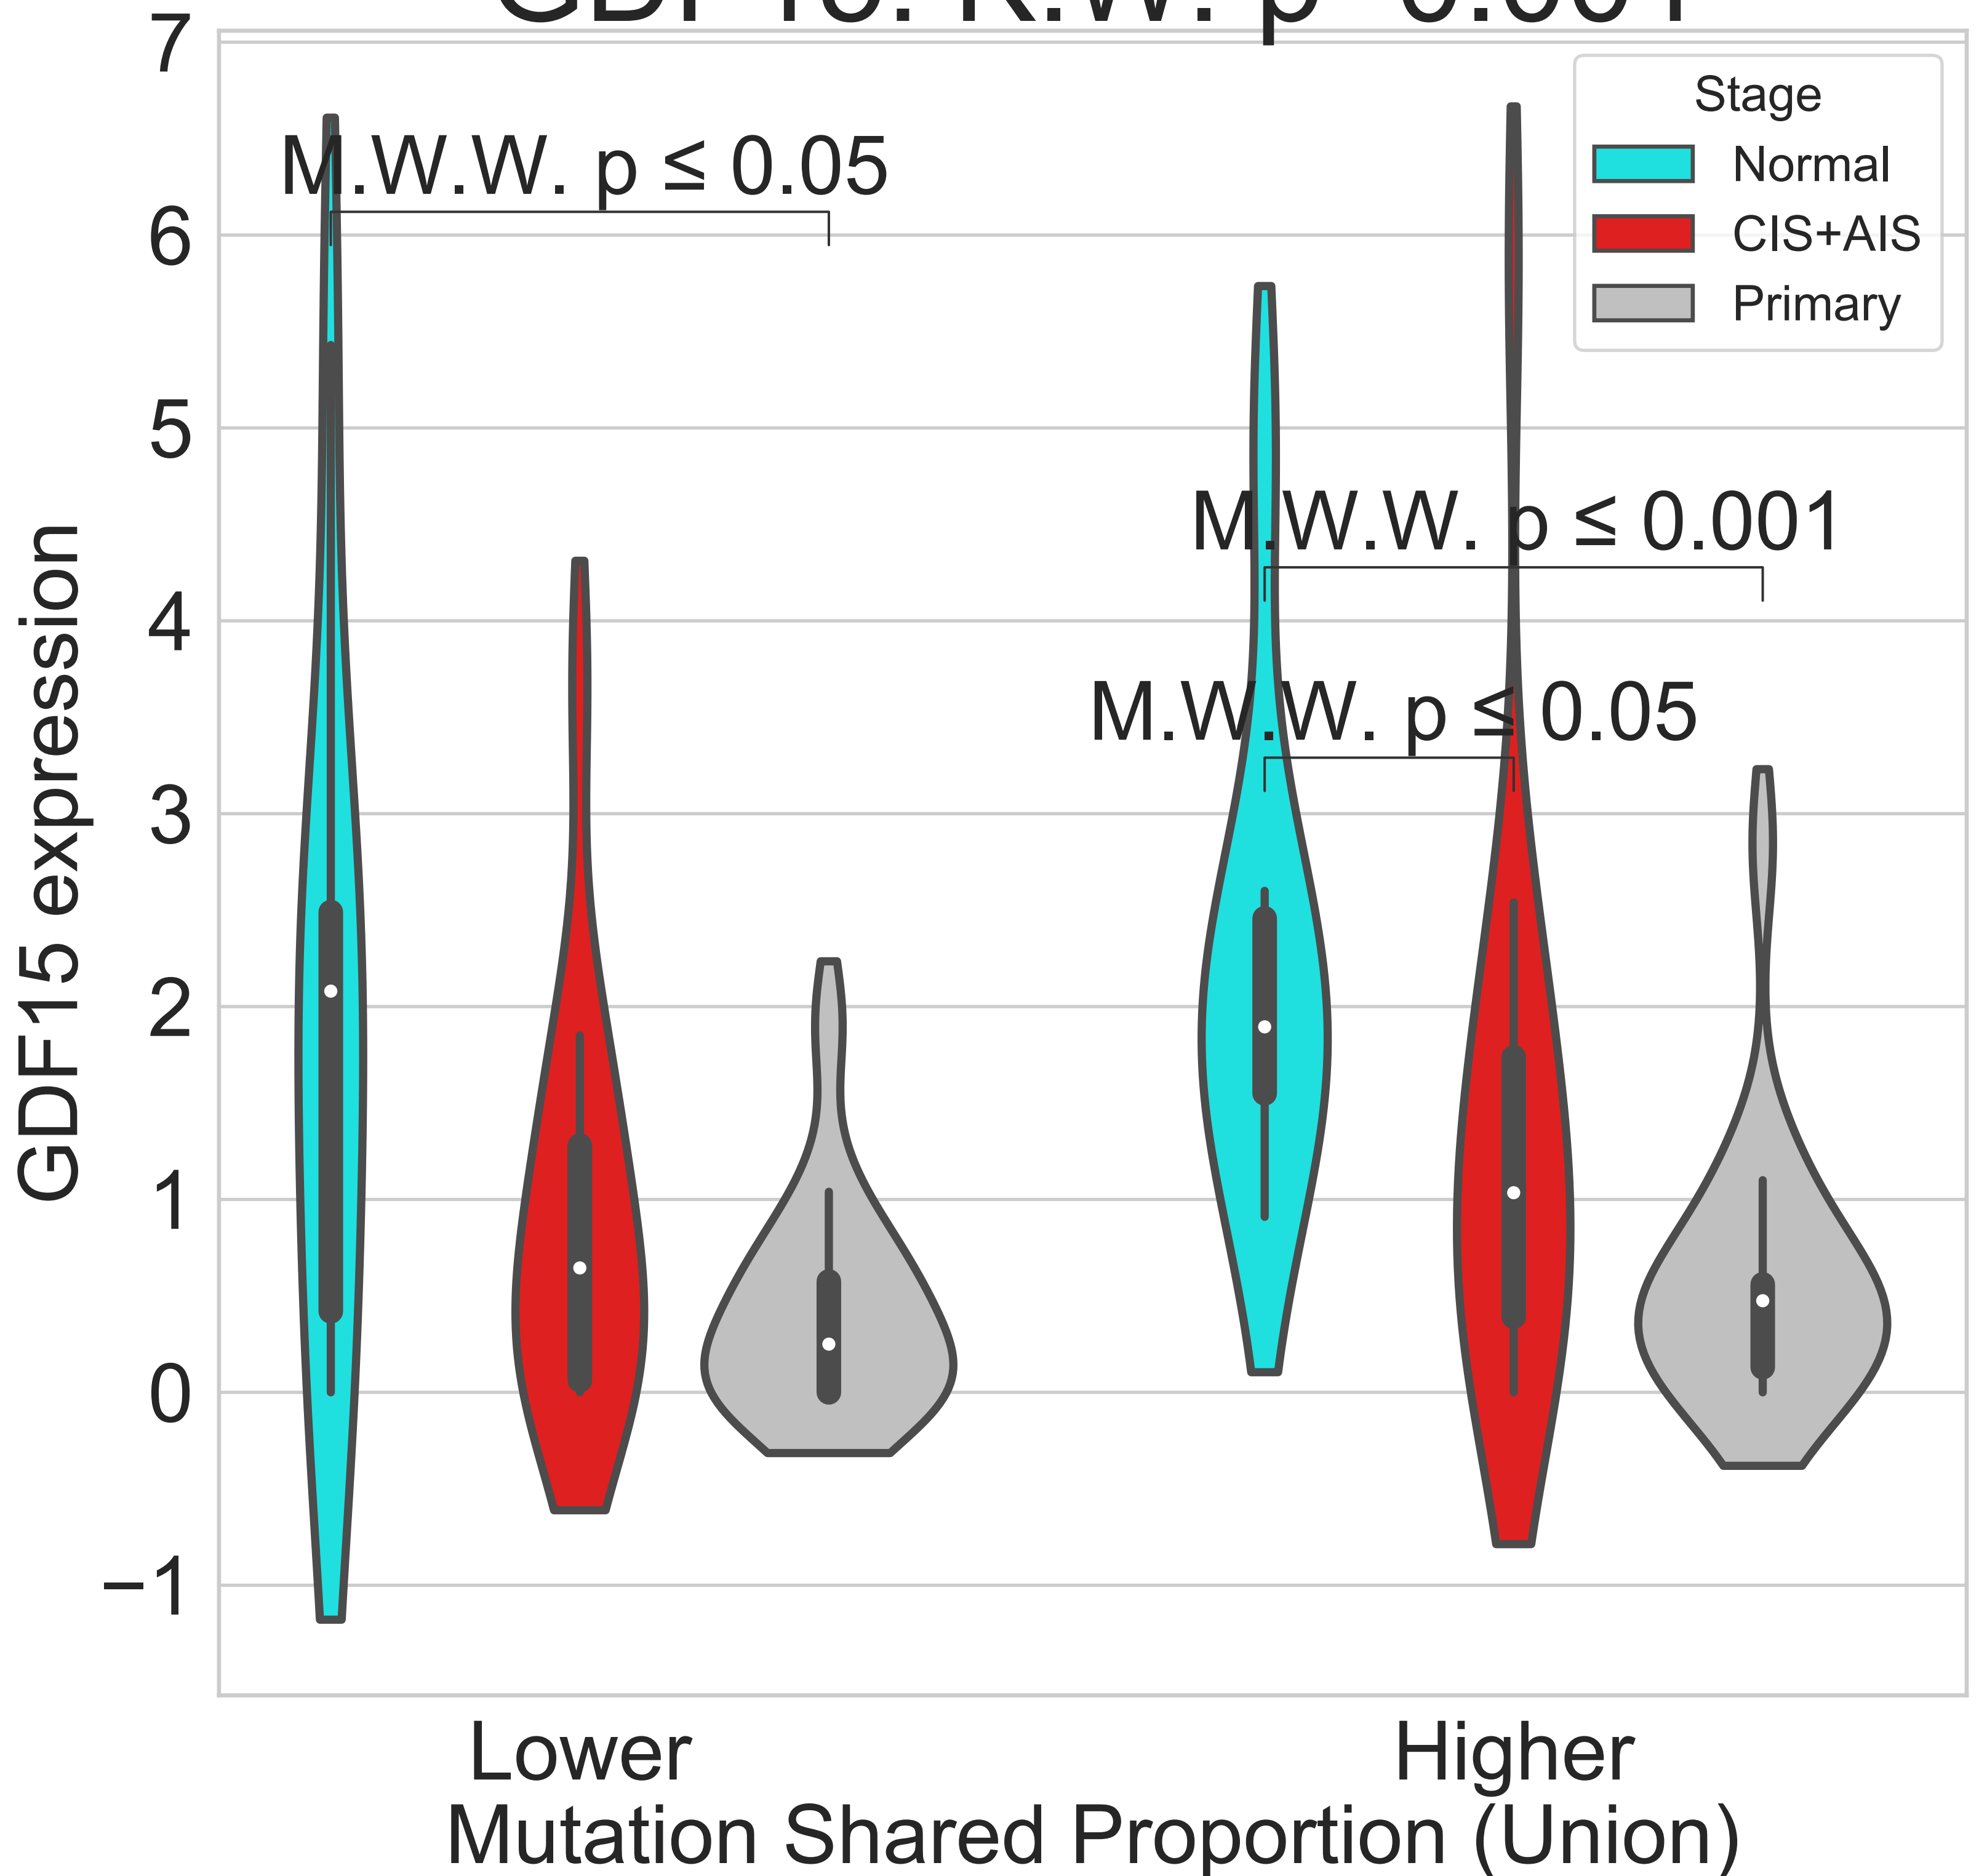 7
6
5
4
3
2
1
0
−1
GDF15 expression
M.W.W. p ≤ 0.05
M.W.W. p ≤ 0.001
M.W.W. p ≤ 0.05
Stage
Normal
CIS+AIS
Primary
Lower
Higher
Mutation Shared Proportion (Union)